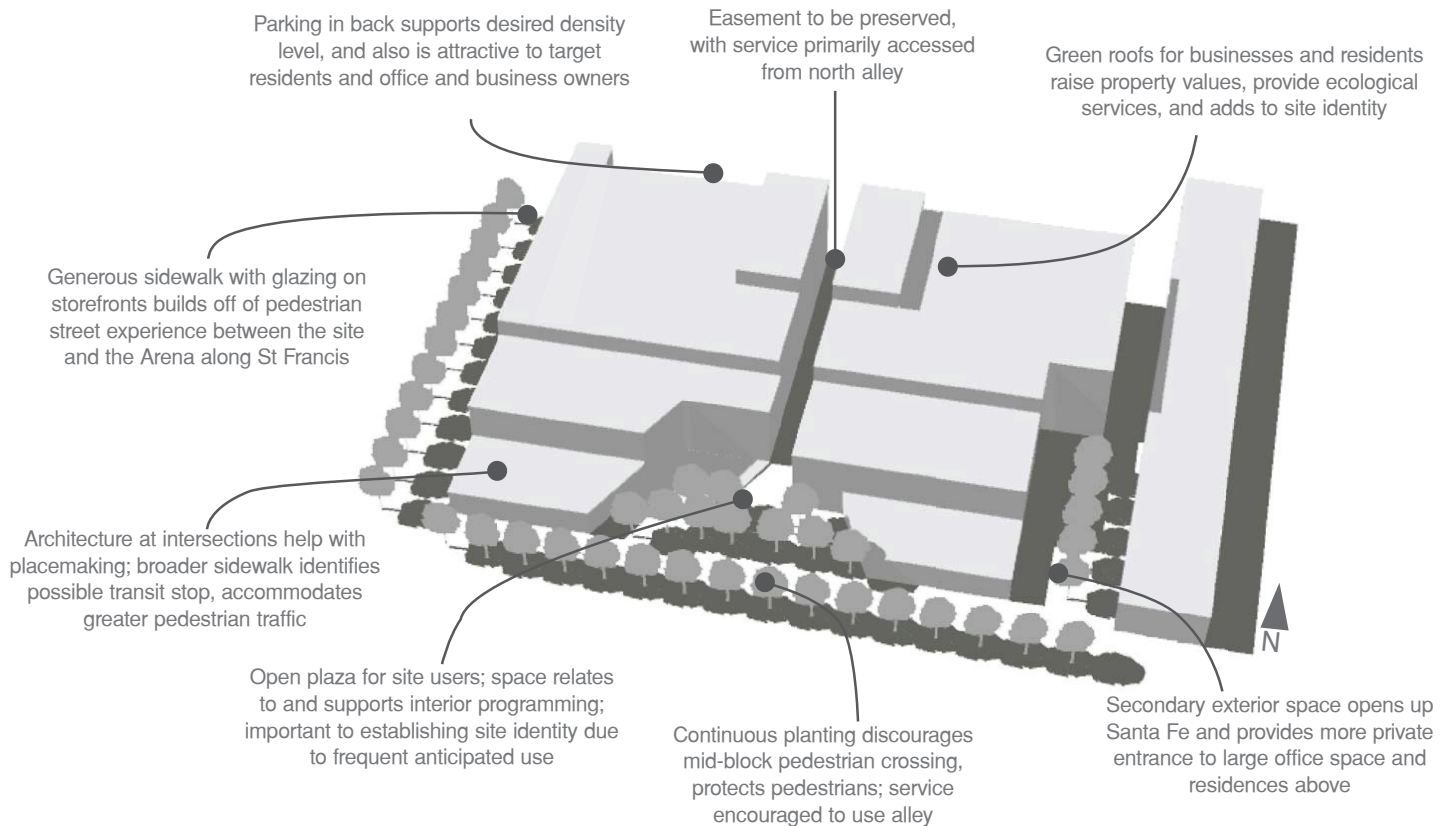 Parking in back supports desired density
level, and also is attractive to target
residents and office and business owners
Easement to be preserved,
with service primarily accessed
from north alley
Green roofs for businesses and residents
raise property values, provide ecological
services, and adds to site identity
Generous sidewalk with glazing on
storefronts builds off of pedestrian
street experience between the site
and the Arena along St Francis
Architecture at intersections help with
placemaking; broader sidewalk identifies
possible transit stop, accommodates
greater pedestrian traffic
Open plaza for site users; space relates
to and supports interior programming;
important to establishing site identity due
to frequent anticipated use
Continuous planting discourages
mid-block pedestrian crossing,
protects pedestrians; service
encouraged to use alley
Secondary exterior space opens up
Santa Fe and provides more private
entrance to large office space and
residences above
N